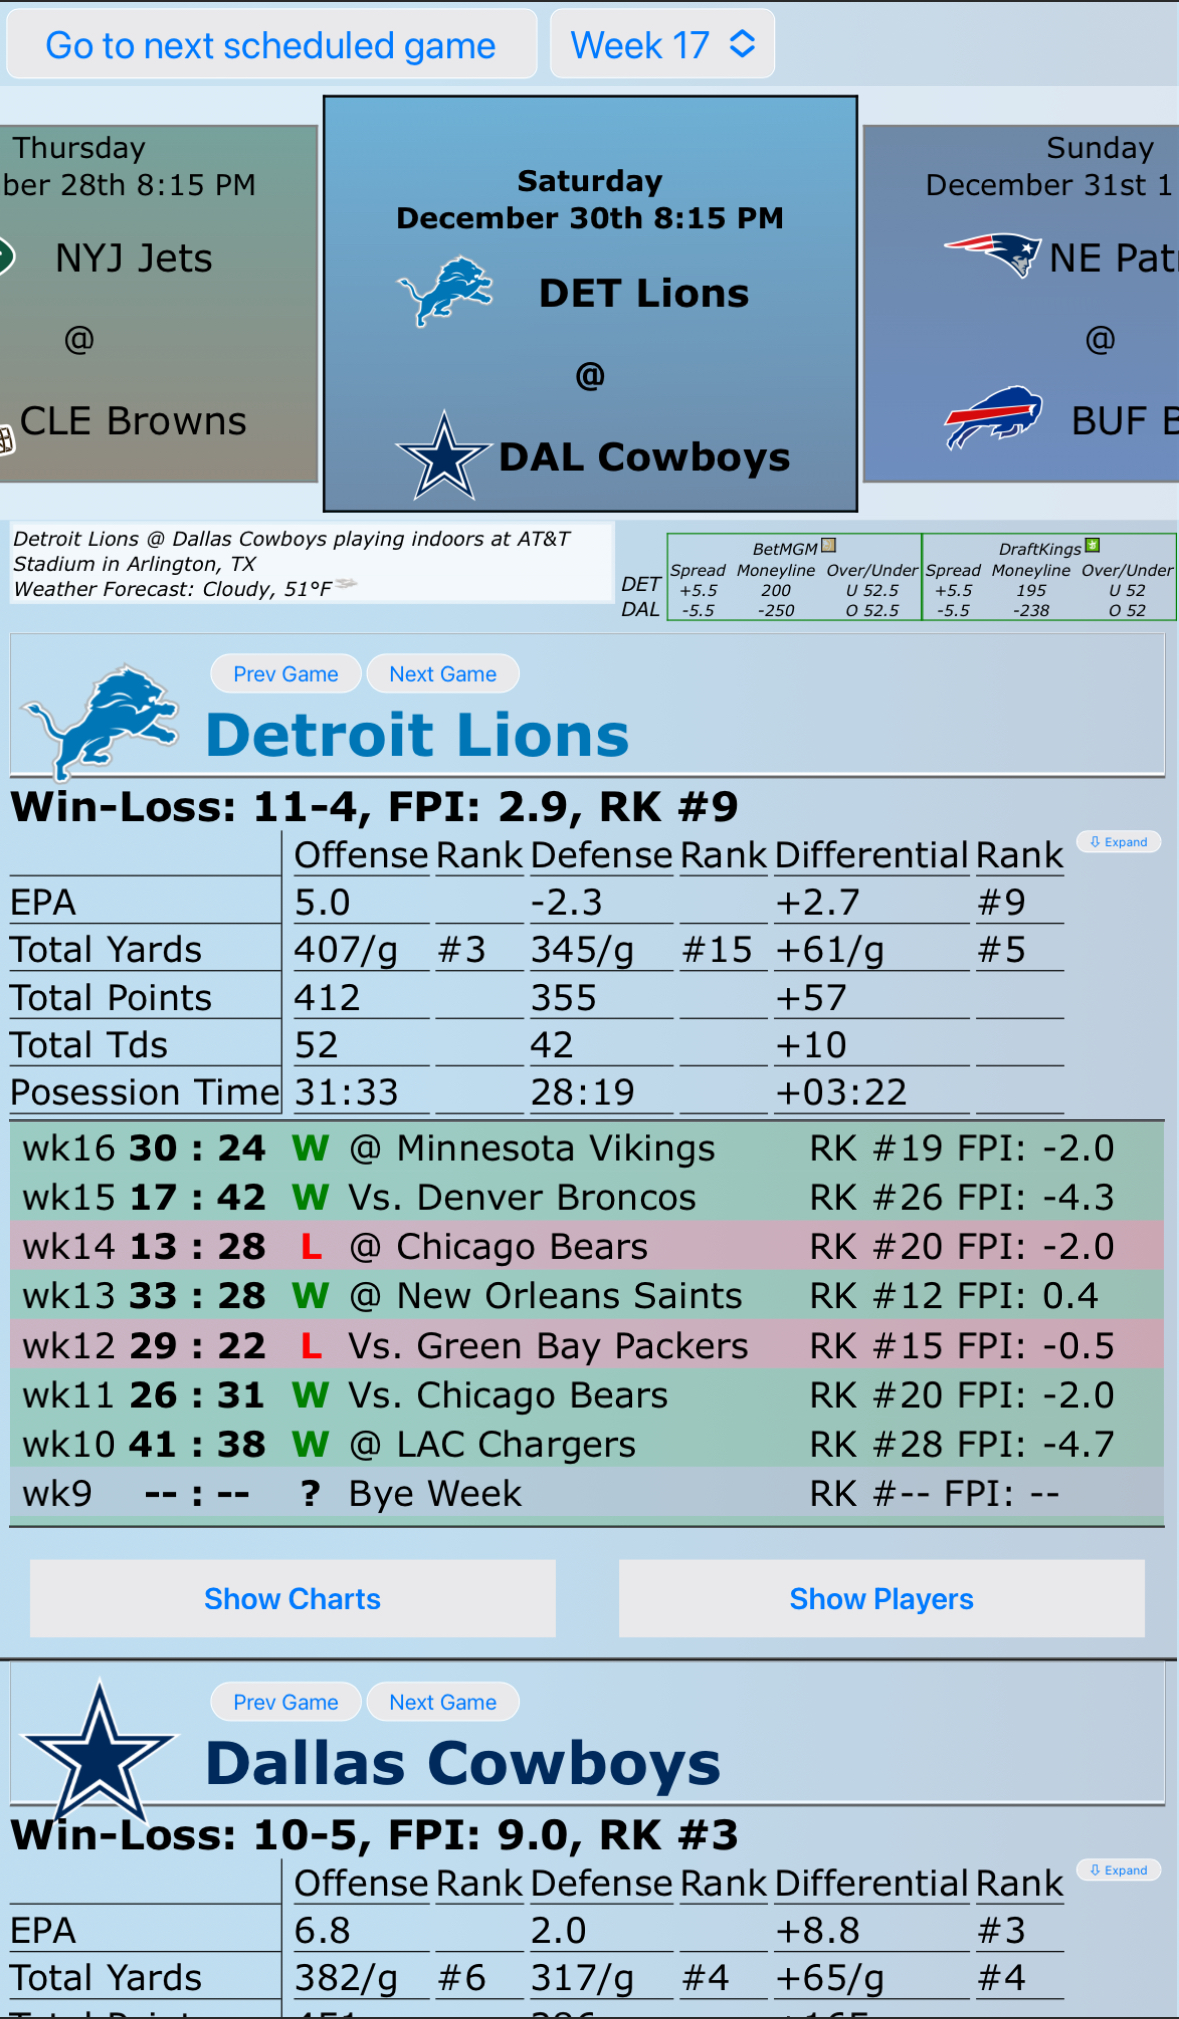 Go to next scheduled game Week 17
Thursday
ber 28th 8:15 PM
NYJ Jets
@
CLE Browns
Saturday
December 30th 8:15 PM
DET Lions
@
DAL Cowboys
Sunday
December 31st 1
NE Pat
@
BUF B
Detroit Lions @ Dallas Cowboys playing indoors at AT&T
Stadium in Arlington, TX
Weather Forecast: Cloudy, 51°F
BetMGM DraftKings
Spread Moneyline Over/Under Spread Moneyline Over/Under
DET +5.5 200 U 52.5 +5.5 195 U 52
DAL -5.5 -250 O 52.5 -5.5 -238 O 52
Prev Game Next Game
Detroit Lions
Win-Loss: 11-4, FPI: 2.9, RK #9
Offense Rank Defense Rank Differential Rank Expand
EPA 5.0 -2.3 +2.7 #9
Total Yards 407/g #3 345/g #15 +61/g #5
Total Points 412 355 +57
Total Tds 52 42 +10
Posession Time 31:33 28:19 +03:22
wk16 30 : 24 W @ Minnesota Vikings RK #19 FPI: -2.0
wk15 17 : 42 W Vs. Denver Broncos RK #26 FPI: -4.3
wk14 13 : 28 L @ Chicago Bears RK #20 FPI: -2.0
wk13 33 : 28 W @ New Orleans Saints RK #12 FPI: 0.4
wk12 29 : 22 L Vs. Green Bay Packers RK #15 FPI: -0.5
wk11 26 : 31 W Vs. Chicago Bears RK #20 FPI: -2.0
wk10 41 : 38 W @ LAC Chargers RK #28 FPI: -4.7
wk9 -- : -- ? Bye Week RK #-- FPI: --
Show Charts Show Players
Prev Game Next Game
Dallas Cowboys
Win-Loss: 10-5, FPI: 9.0, RK #3
Offense Rank Defense Rank Differential Rank Expand
EPA 6.8 2.0 +8.8 #3
Total Yards 382/g #6 317/g #4 +65/g #4